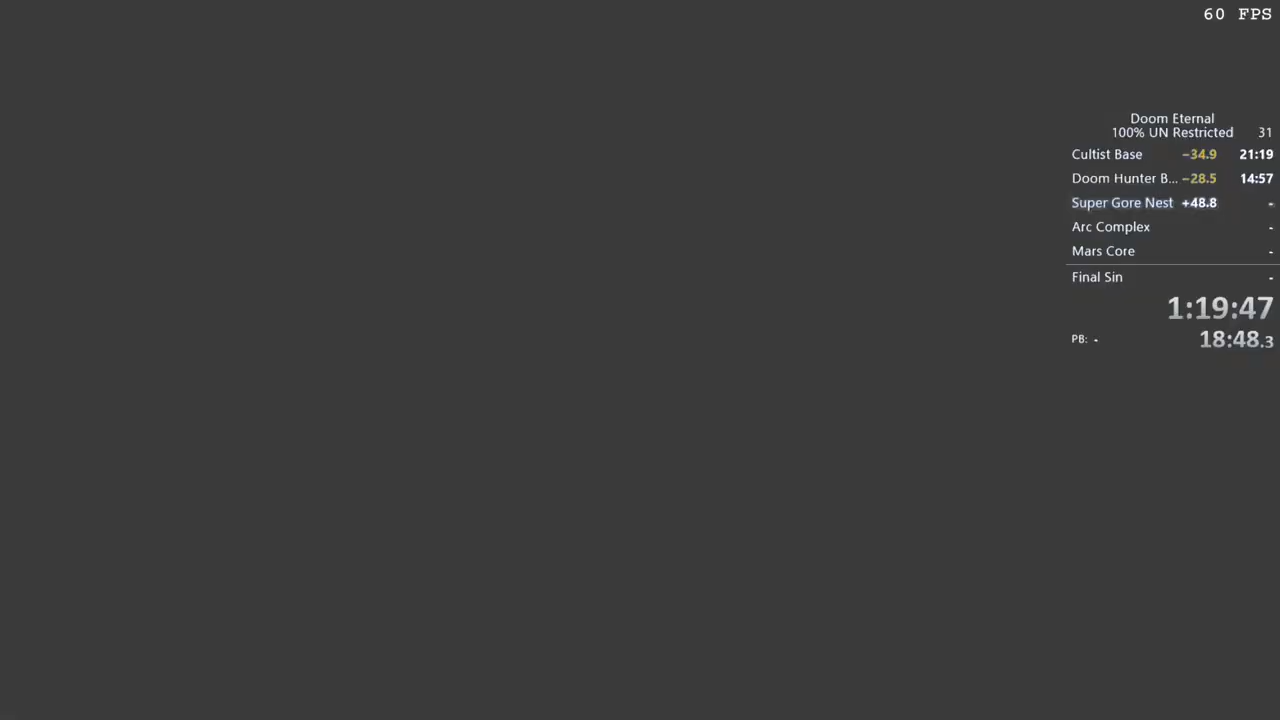 60 FPS
Doom Eternal
100% UN Restricted 31
Cultist Base −34.9 21:19
Doom Hunter B... −28.5 14:57
Super Gore Nest +48.8 -
Arc Complex -
Mars Core -
Final Sin -
1:19:47
PB: - 18:48.3